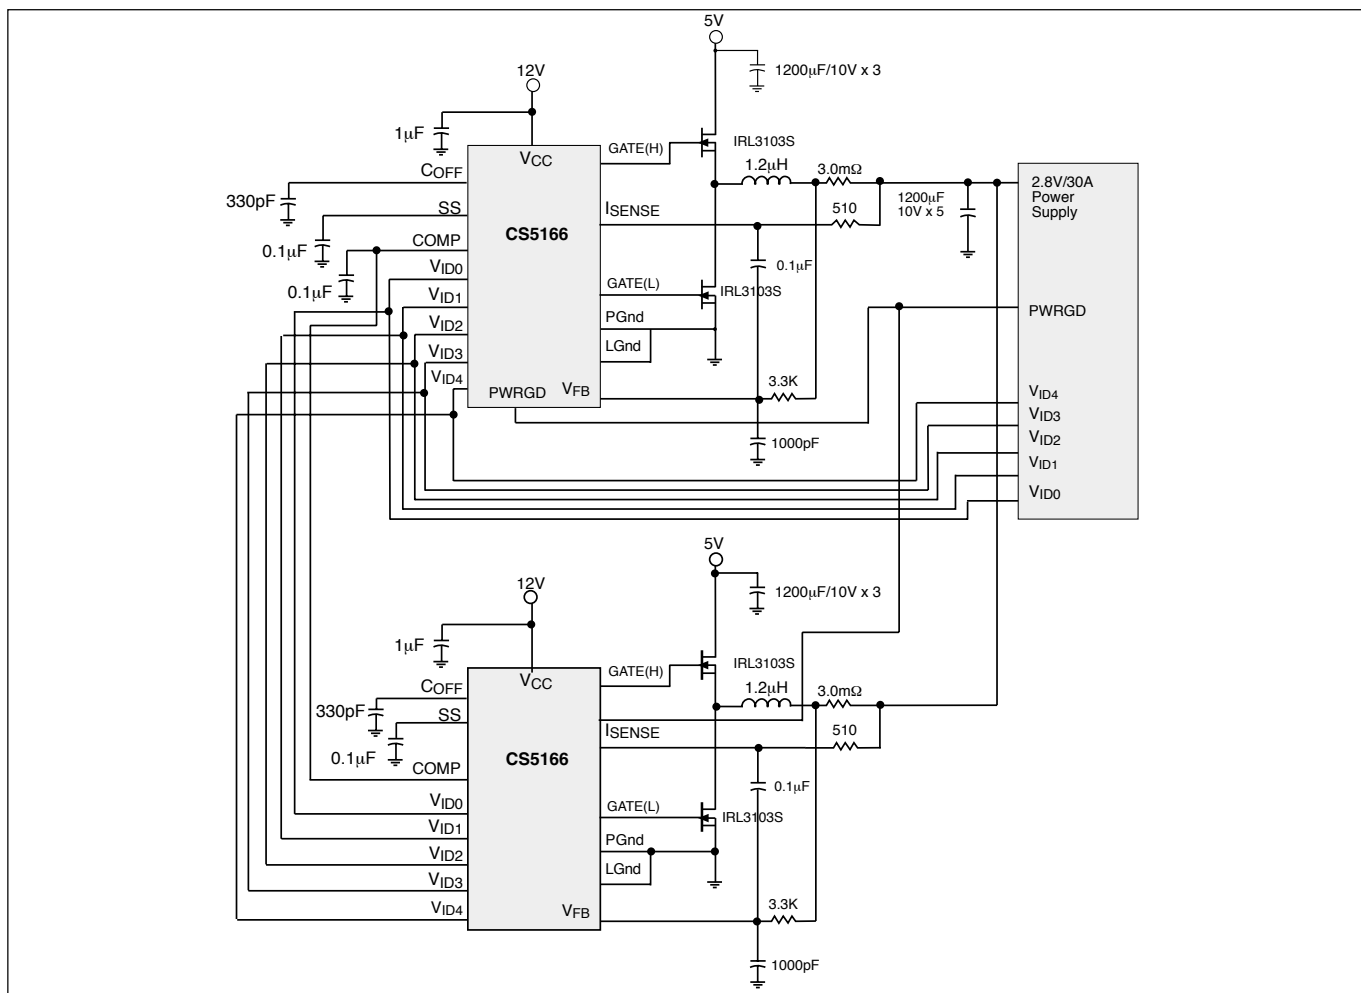 5V
1200µF/10V x 3
12V
1µF
VCC
GATE(H)
IRL3103S
1.2µH
3.0mΩ
COFF
330pF
SS
0.1µF
COMP
0.1µF
VID0
VID1
VID2
VID3
VID4
CS5166
ISENSE
510
0.1µF
GATE(L)
IRL3103S
PGnd
LGnd
PWRGD
VFB
3.3K
1000pF
1200µF
10V x 5
2.8V/30A
Power
Supply
PWRGD
VID4
VID3
VID2
VID1
VID0
5V
1200µF/10V x 3
12V
1µF
VCC
GATE(H)
IRL3103S
1.2µH
3.0mΩ
COFF
330pF
SS
0.1µF
COMP
VID0
VID1
VID2
VID3
VID4
CS5166
ISENSE
510
0.1µF
GATE(L)
IRL3103S
PGnd
LGnd
VFB
3.3K
1000pF